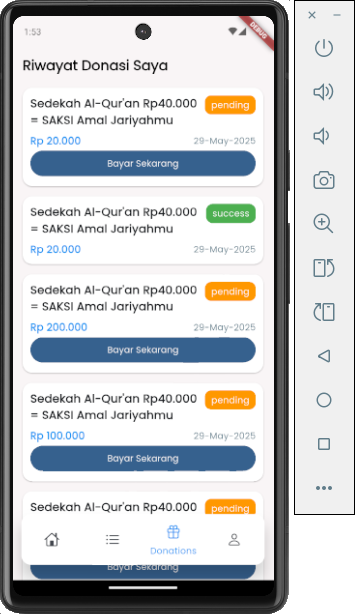 1:53
DEBUG
Riwayat Donasi Saya
Sedekah Al-Qur'an Rp40.000
= SAKSI Amal Jariyahmu
pending
Rp 20.000
29-May-2025
Bayar Sekarang
Sedekah Al-Qur'an Rp40.000
= SAKSI Amal Jariyahmu
success
Rp 20.000
29-May-2025
Sedekah Al-Qur'an Rp40.000
= SAKSI Amal Jariyahmu
pending
Rp 200.000
29-May-2025
Bayar Sekarang
Sedekah Al-Qur'an Rp40.000
= SAKSI Amal Jariyahmu
pending
Rp 100.000
29-May-2025
Bayar Sekarang
Sedekah Al-Qur'an Rp40.000
pending
Donations
Bayar Sekarang